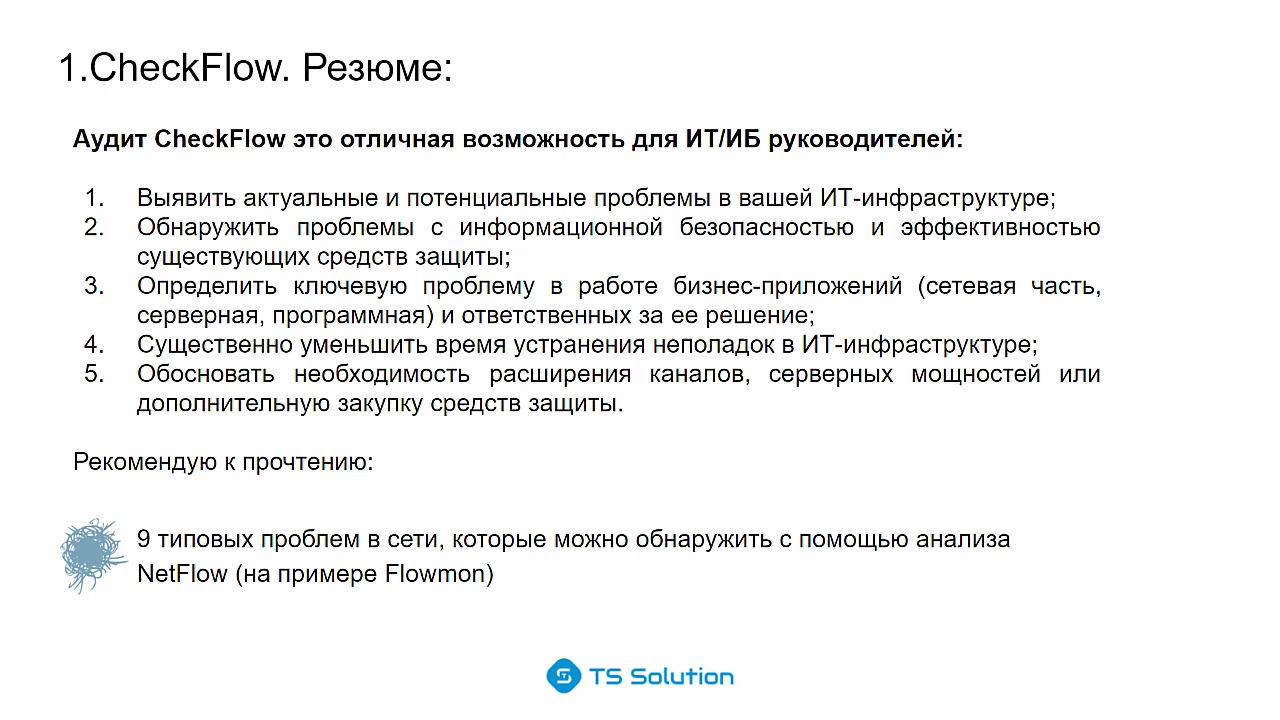 1.CheckFlow. Резюме:
Аудит CheckFlow это отличная возможность для ИТ/ИБ руководителей:
1. Выявить актуальные и потенциальные проблемы в вашей ИТ-инфраструктуре;
2. Обнаружить проблемы с информационной безопасностью и эффективностью
существующих средств защиты;
3. Определить ключевую проблему в работе бизнес-приложений (сетевая часть,
серверная, программная) и ответственных за ее решение;
4. Существенно уменьшить время устранения неполадок в ИТ-инфраструктуре;
5. Обосновать необходимость расширения каналов, серверных мощностей или
дополнительную закупку средств защиты.
Рекомендую к прочтению:
9 типовых проблем в сети, которые можно обнаружить с помощью анализа
NetFlow (на примере Flowmon)
TS Solution